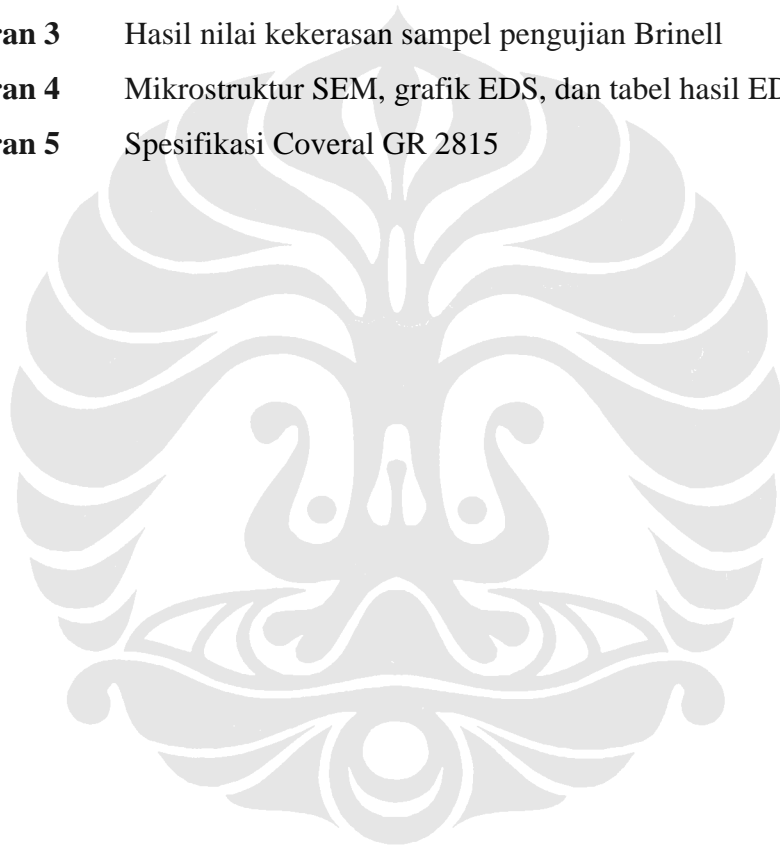 ran 3 Hasil nilai kekerasan sampel pengujian Brinell
ran 4 Mikrostruktur SEM, grafik EDS, dan tabel hasil ED
ran 5 Spesifikasi Coveral GR 2815